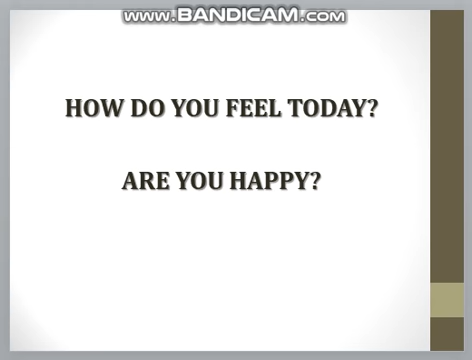 www.BANDICAM.com
HOW DO YOU FEEL TODAY?
ARE YOU HAPPY?